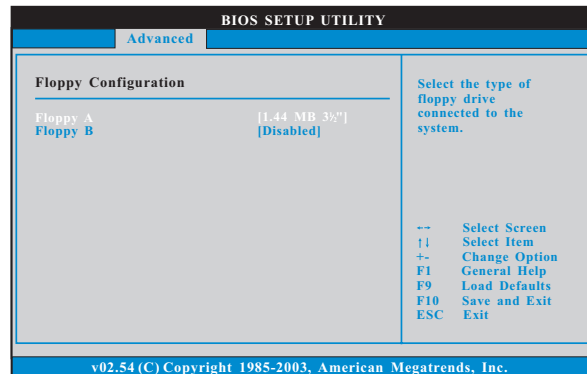 BIOS SETUP UTILITY
Advanced
Floppy Configuration
Floppy A [1.44 MB 3½"]
Floppy B [Disabled]
Select the type of
floppy drive
connected to the
system.
←→ Select Screen
↑↓ Select Item
+- Change Option
F1 General Help
F9 Load Defaults
F10 Save and Exit
ESC Exit
v02.54 (C) Copyright 1985-2003, American Megatrends, Inc.